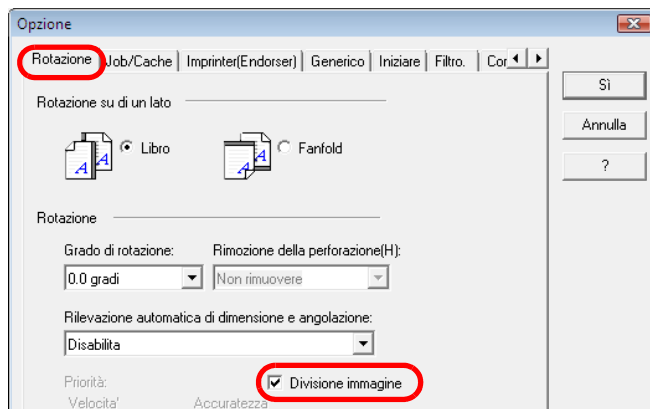 Opzione
Rotazione Job/Cache Imprinter(Endorser) Generico Iniziare Filtro. Cor
Sì
Annulla
?
Rotazione su di un lato
A A Libro A A Fanfold
Rotazione
Grado di rotazione: Rimozione della perforazione(H):
0.0 gradi Non rimuovere
Rilevazione automatica di dimensione e angolazione:
Disabilita
Priorità: Divisione immagine
Velocita' Accuratezza